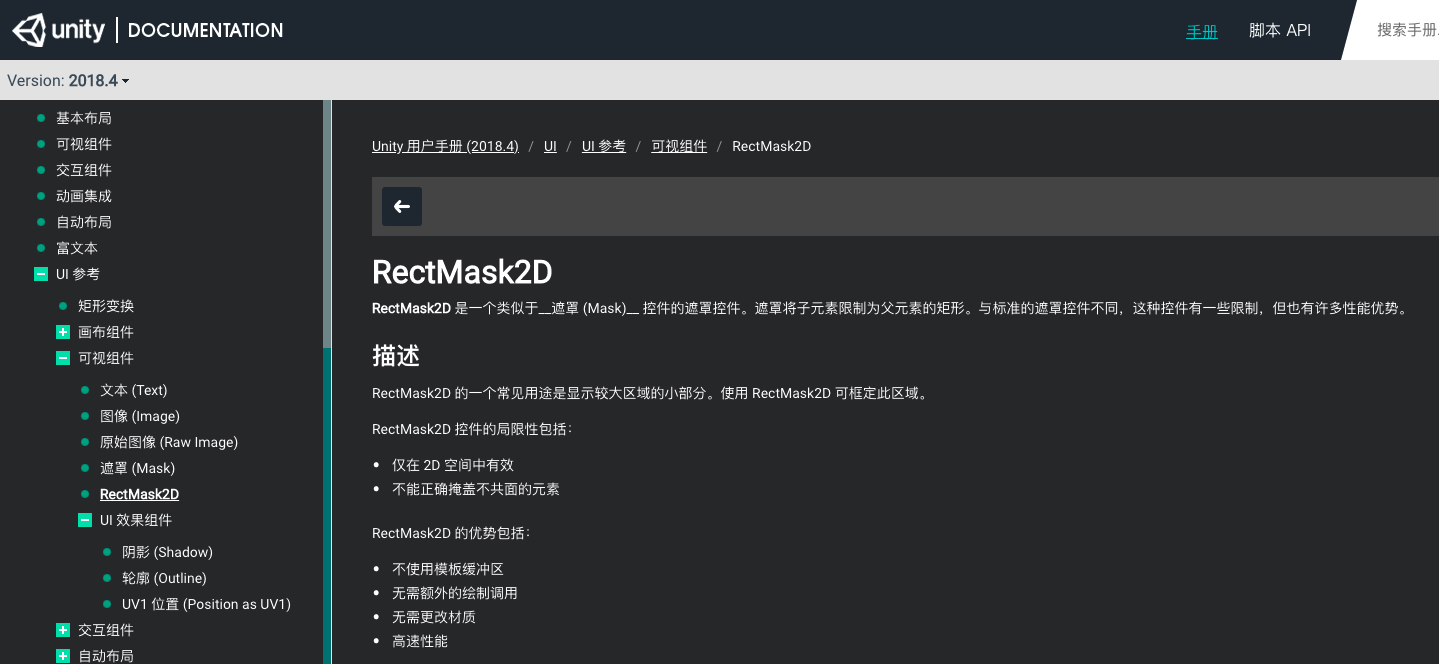 unity | DOCUMENTATION
手册
脚本 API
搜索手册
Version: 2018.4
基本布局
可视组件
交互组件
动画集成
自动布局
富文本
UI 参考
矩形变换
画布组件
可视组件
文本 (Text)
图像 (Image)
原始图像 (Raw Image)
遮罩 (Mask)
RectMask2D
UI 效果组件
阴影 (Shadow)
轮廓 (Outline)
UV1 位置 (Position as UV1)
交互组件
自动布局
Unity 用户手册 (2018.4) / UI / UI 参考 / 可视组件 / RectMask2D
RectMask2D
RectMask2D 是一个类似于__遮罩 (Mask)__ 控件的遮罩控件。遮罩将子元素限制为父元素的矩形。与标准的遮罩控件不同，这种控件有一些限制，但也有许多性能优势。
描述
RectMask2D 的一个常见用途是显示较大区域的小部分。使用 RectMask2D 可框定此区域。
RectMask2D 控件的局限性包括：
仅在 2D 空间中有效
不能正确掩盖不共面的元素
RectMask2D 的优势包括：
不使用模板缓冲区
无需额外的绘制调用
无需更改材质
高速性能